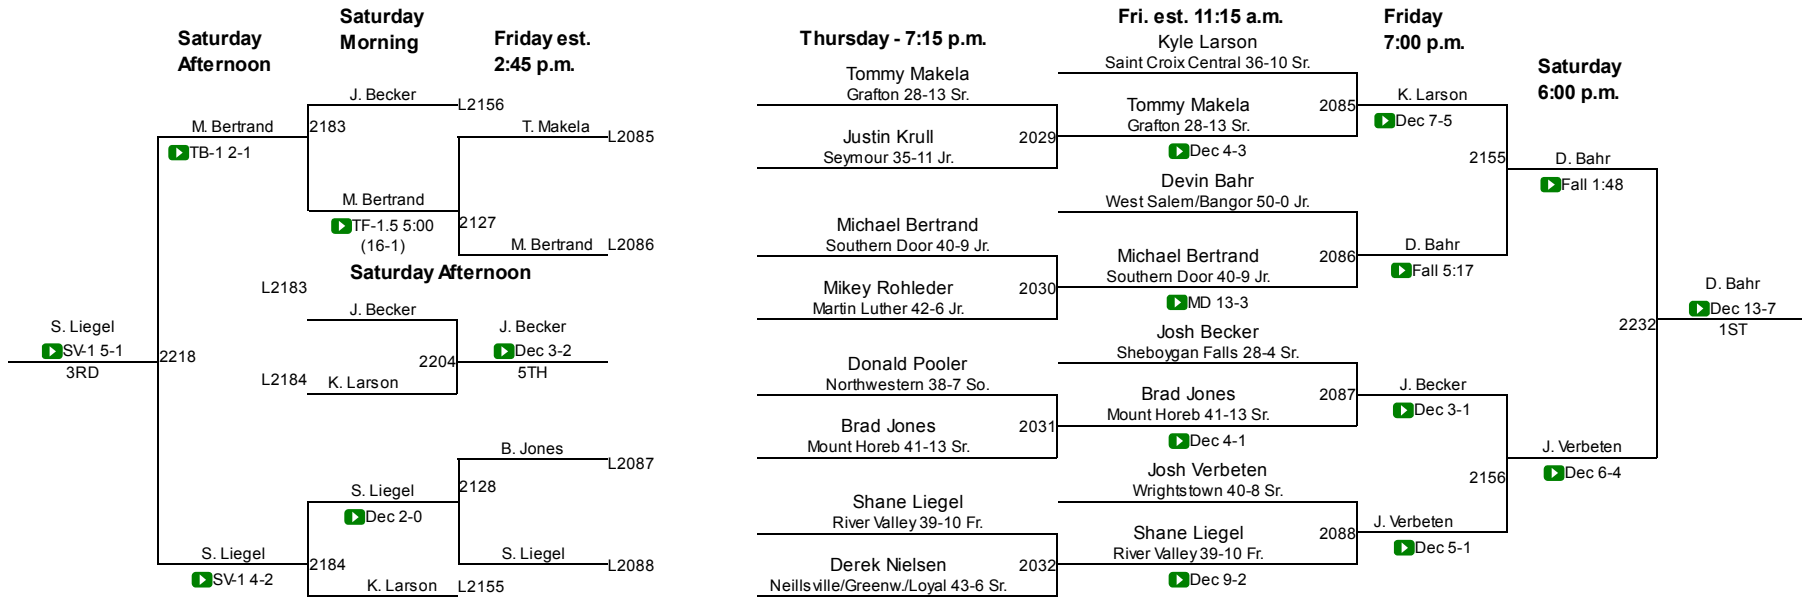 Saturday
Afternoon
Saturday
Morning
Friday est.
2:45 p.m.
J. Becker
L2156
M. Bertrand
2183
TB-1 2-1
T. Makela
L2085
M. Bertrand
TF-1.5 5:00
(16-1)
2127
M. Bertrand
L2086
Saturday Afternoon
L2183
J. Becker
S. Liegel
SV-1 5-1
3RD
2218
J. Becker
2204
Dec 3-2
5TH
L2184
K. Larson
B. Jones
L2087
S. Liegel
2128
Dec 2-0
S. Liegel
L2088
S. Liegel
2184
SV-1 4-2
K. Larson
L2155
Thursday - 7:15 p.m.
Fri. est. 11:15 a.m.
Friday
7:00 p.m.
Saturday
6:00 p.m.
Tommy Makela
Grafton 28-13 Sr.
Justin Krull
Seymour 35-11 Jr.
2029
Michael Bertrand
Southern Door 40-9 Jr.
Mikey Rohleder
Martin Luther 42-6 Jr.
2030
Donald Pooler
Northwestern 38-7 So.
Brad Jones
Mount Horeb 41-13 Sr.
2031
Shane Liegel
River Valley 39-10 Fr.
Derek Nielsen
Neillsville/Greenw./Loyal 43-6 Sr.
2032
Kyle Larson
Saint Croix Central 36-10 Sr.
Tommy Makela
Grafton 28-13 Sr.
Dec 4-3
2085
Devin Bahr
West Salem/Bangor 50-0 Jr.
Michael Bertrand
Southern Door 40-9 Jr.
MD 13-3
2086
Josh Becker
Sheboygan Falls 28-4 Sr.
Brad Jones
Mount Horeb 41-13 Sr.
Dec 4-1
2087
Josh Verbeten
Wrightstown 40-8 Sr.
Shane Liegel
River Valley 39-10 Fr.
Dec 9-2
2088
K. Larson
Dec 7-5
2155
D. Bahr
Fall 5:17
J. Becker
Dec 3-1
2156
J. Verbeten
Dec 5-1
D. Bahr
Fall 1:48
J. Verbeten
Dec 6-4
2232
D. Bahr
Dec 13-7
1ST